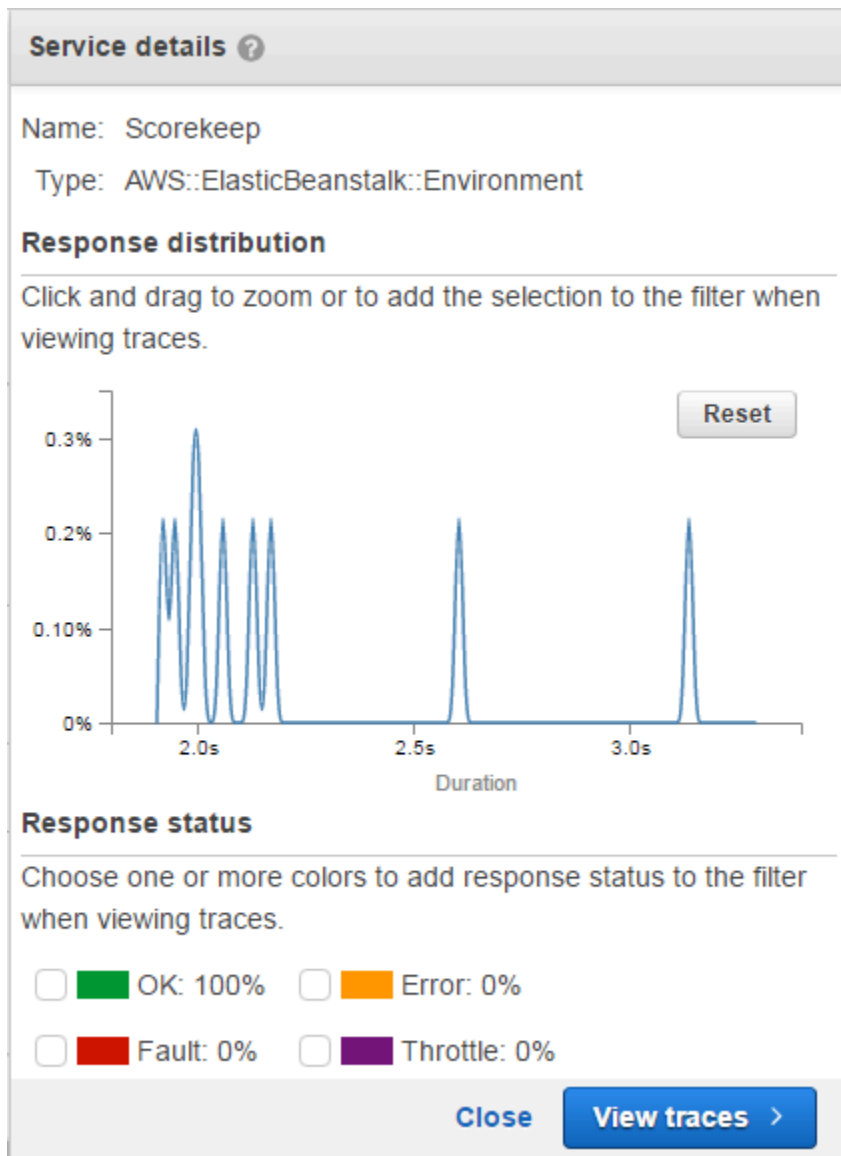 Service details ?
Name: Scorekeep
Type: AWS::ElasticBeanstalk::Environment
Response distribution
Click and drag to zoom or to add the selection to the filter when
viewing traces.
Reset
0.3%
0.2%
0.10%
0%
2.0s 2.5s 3.0s
Duration
Response status
Choose one or more colors to add response status to the filter
when viewing traces.
OK: 100% Error: 0%
Fault: 0% Throttle: 0%
Close View traces >